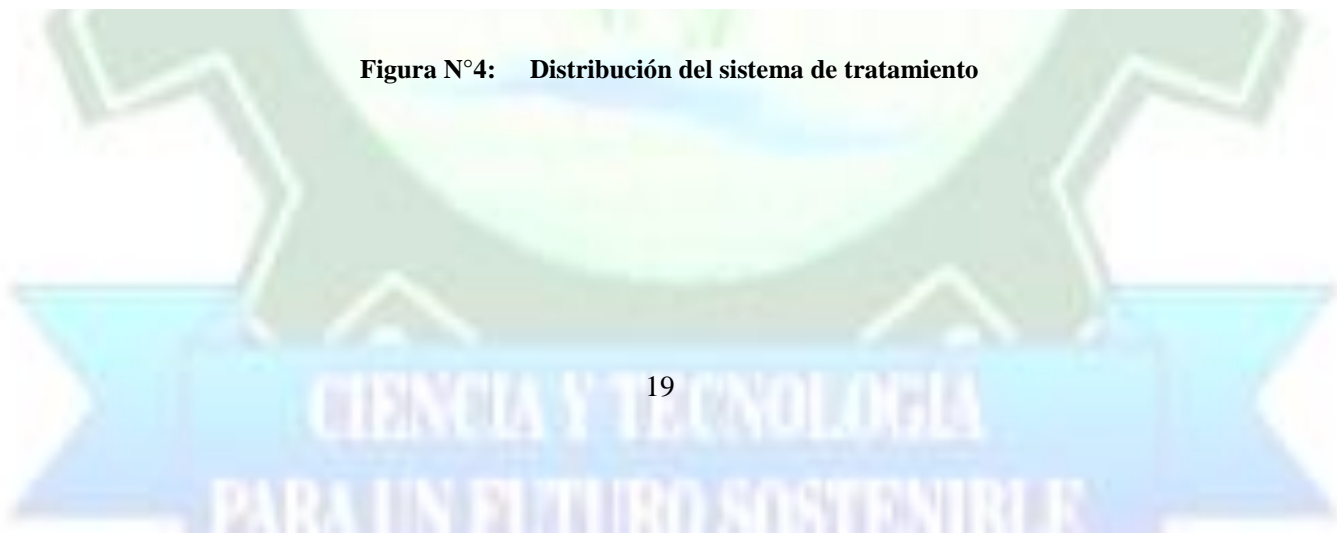 Figura N°4: Distribución del sistema de tratamiento
19
CIENCIA Y TECNOLOGIA
PARA UN FUTURO SOSTENIBLE